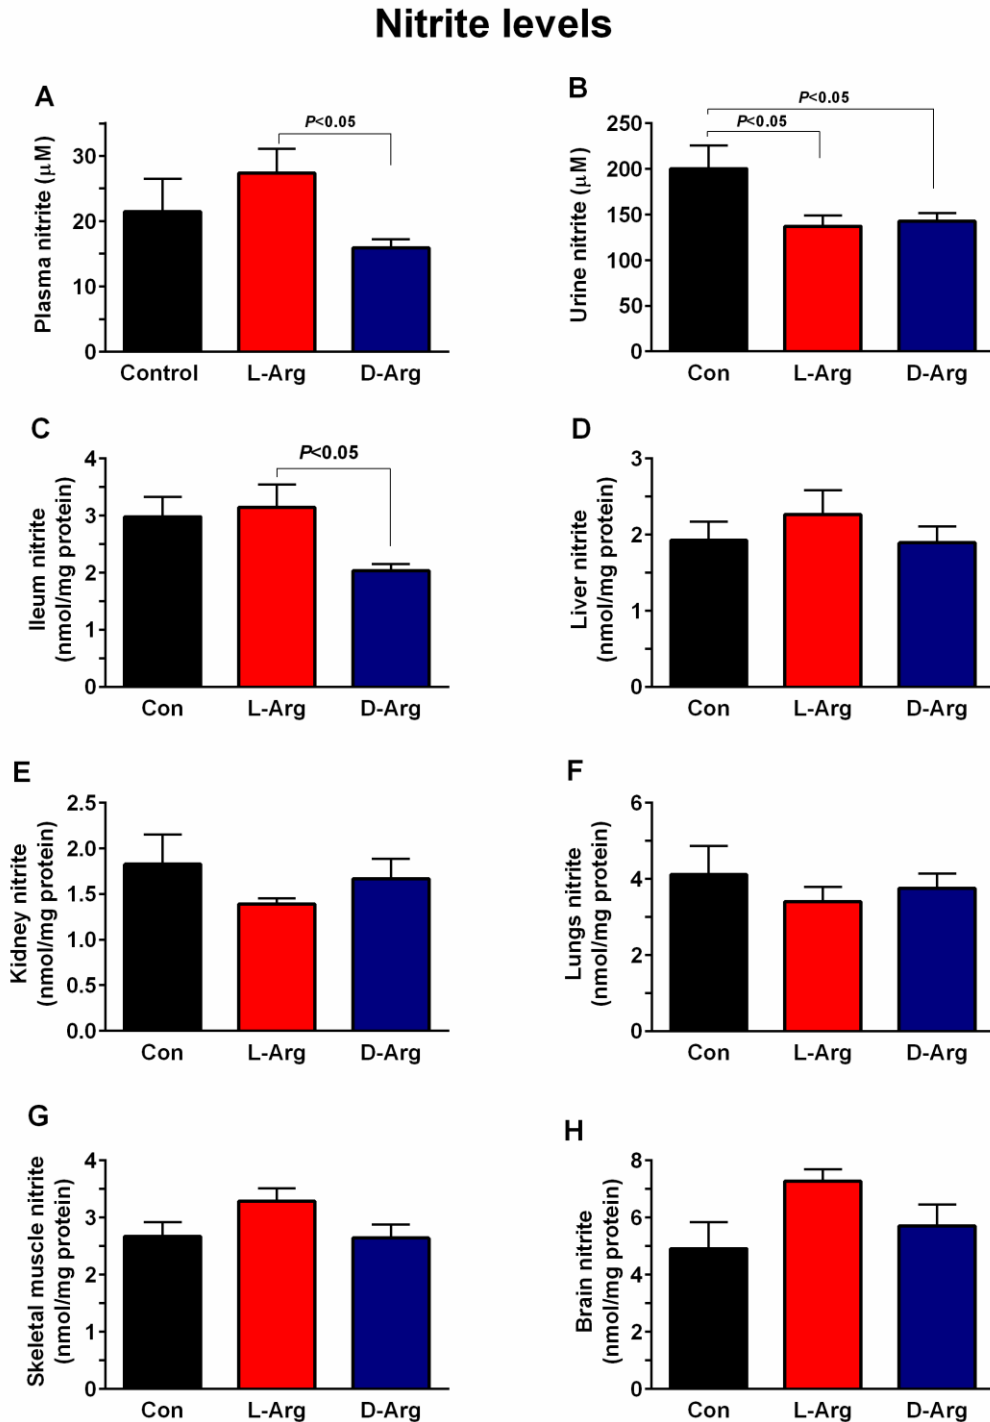 Nitrite levels
A
P<0.05
Plasma nitrite (μM)
30
20
10
0
Control L-Arg D-Arg
B
P<0.05
P<0.05
Urine nitrite (μM)
250
200
150
100
50
0
Con L-Arg D-Arg
C
P<0.05
Ileum nitrite
(nmol/mg protein)
4
3
2
1
0
Con L-Arg D-Arg
D
Liver nitrite
(nmol/mg protein)
3
2
1
0
Con L-Arg D-Arg
E
Kidney nitrite
(nmol/mg protein)
2.5
2.0
1.5
1.0
0.5
0.0
Con L-Arg D-Arg
F
Lungs nitrite
(nmol/mg protein)
6
4
2
0
Con L-Arg D-Arg
G
Skeletal muscle nitrite
(nmol/mg protein)
4
3
2
1
0
Con L-Arg D-Arg
H
Brain nitrite
(nmol/mg protein)
8
6
4
2
0
Con L-Arg D-Arg